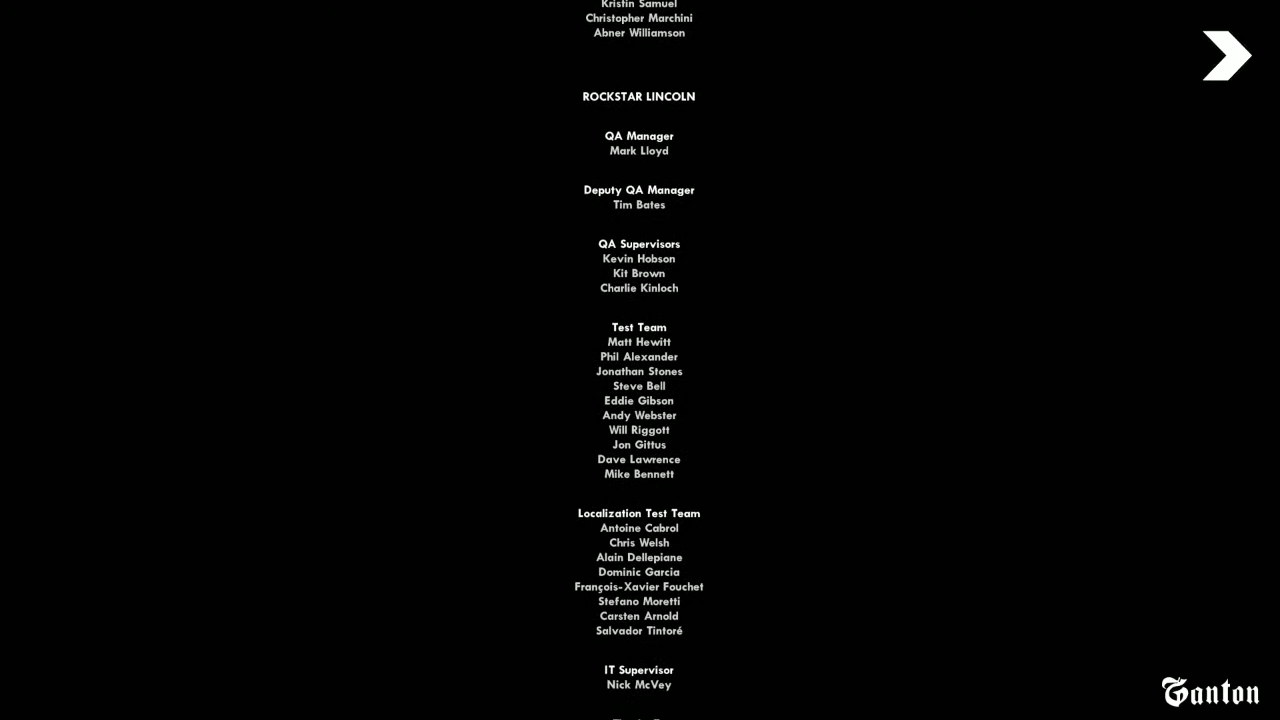 Kristin Samuel
Christopher Marchini
Abner Williamson
ROCKSTAR LINCOLN
QA Manager
Mark Lloyd
Deputy QA Manager
Tim Bates
QA Supervisors
Kevin Hobson
Kit Brown
Charlie Kinloch
Test Team
Matt Hewitt
Phil Alexander
Jonathan Stones
Steve Bell
Eddie Gibson
Andy Webster
Will Riggott
Jon Gittus
Dave Lawrence
Mike Bennett
Localization Test Team
Antoine Cabrol
Chris Welsh
Alain Dellepiane
Dominic Garcia
François-Xavier Fouchet
Stefano Moretti
Carsten Arnold
Salvador Tintoré
IT Supervisor
Nick McVey
Ganton